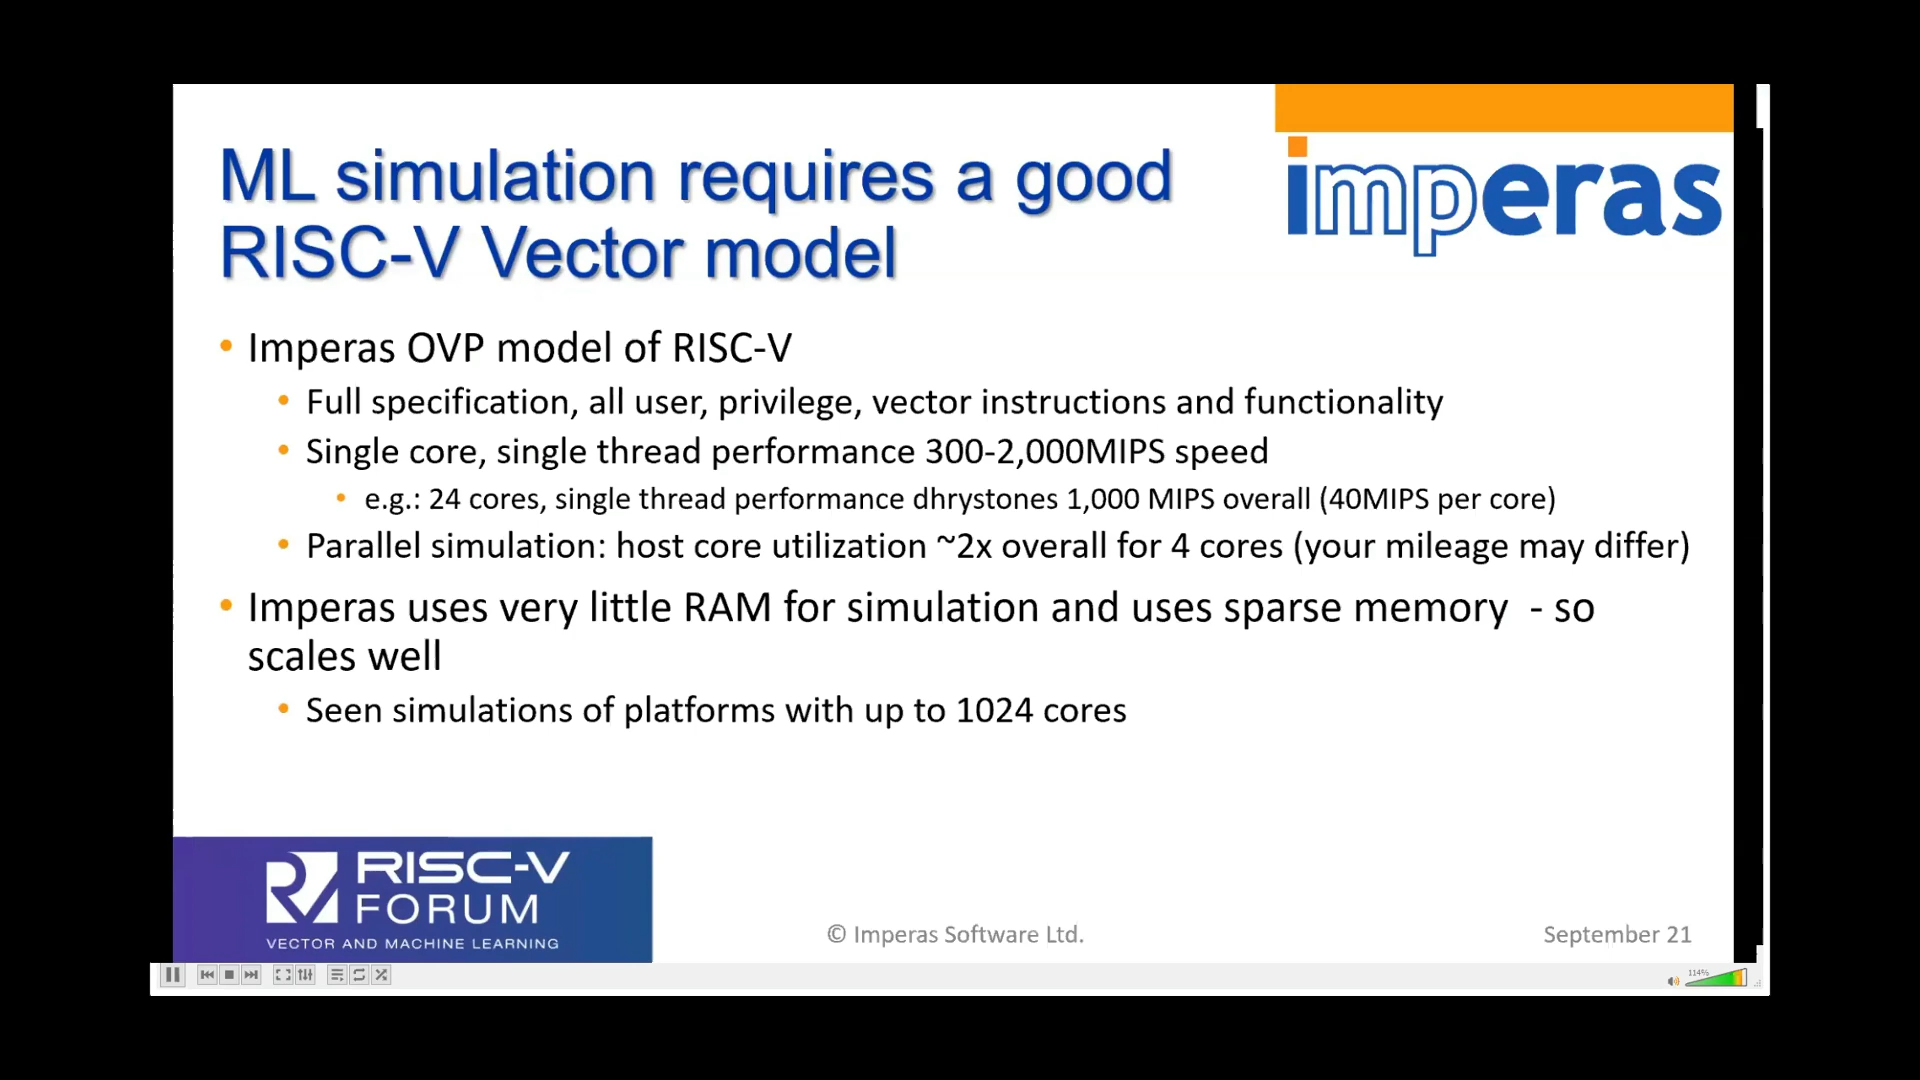 ML simulation requires a good
RISC-V Vector model
imperas
• Imperas OVP model of RISC-V
• Full specification, all user, privilege, vector instructions and functionality
• Single core, single thread performance 300-2,000MIPS speed
• e.g.: 24 cores, single thread performance dhrystones 1,000 MIPS overall (40MIPS per core)
• Parallel simulation: host core utilization ~2x overall for 4 cores (your mileage may differ)
• Imperas uses very little RAM for simulation and uses sparse memory - so
scales well
• Seen simulations of platforms with up to 1024 cores
RISC-V
FORUM
VECTOR AND MACHINE LEARNING
© Imperas Software Ltd.
September 21
114%